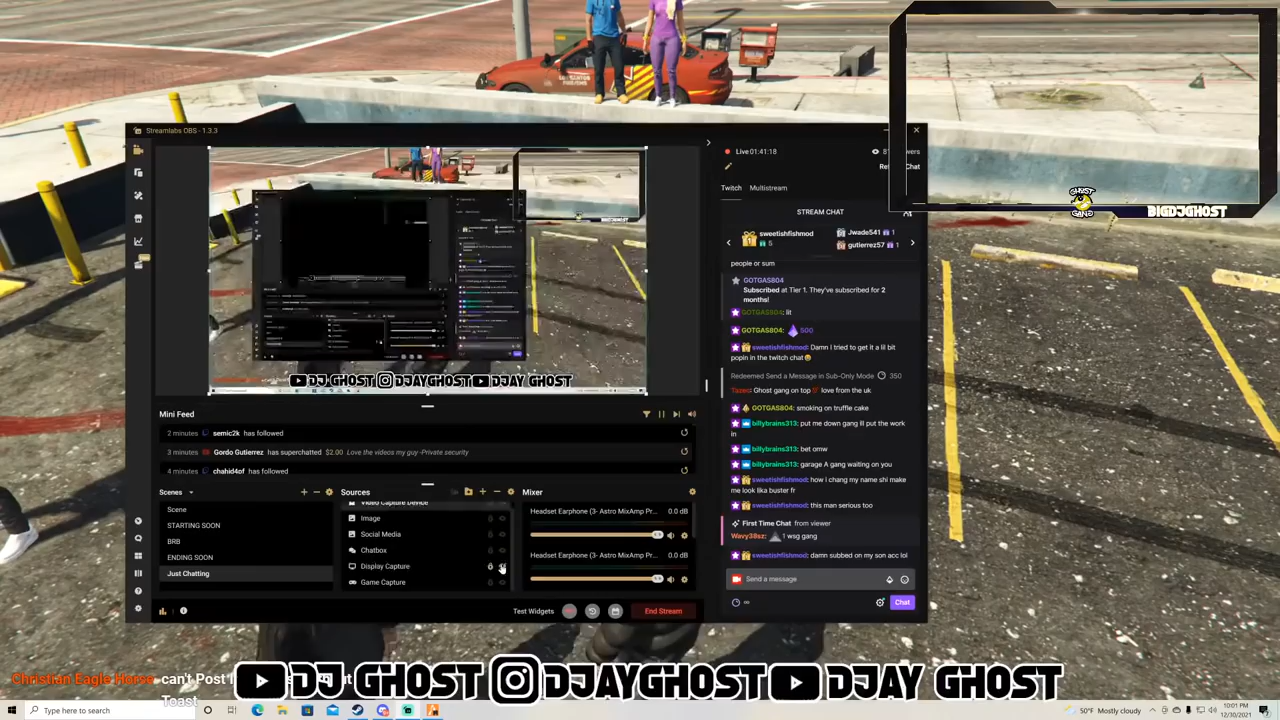 Streamlabs OBS - 1.3.3
Live 01:41:18
Twitch
Multistream
STREAM CHAT
sweetishfishmod
5
Jwade541 1
gutierrez57 1
people or sum
GOTGAS804
Subscribed at Tier 1. They've subscribed for 2
months!
GOTGAS804: lit
GOTGAS804: 500
sweetishfishmod: Damn I tried to get it a lil bit
popin in the twitch chat
Redeemed Send a Message in Sub-Only Mode 350
Tazer: Ghost gang on top love from the uk
GOTGAS804: smoking on truffle cake
billybrains313: put me down gang ill put the work
in
billybrains313: bet omw
billybrains313: garage A gang waiting on you
sweetishfishmod: how i chang my name shi make
me look lika buster fr
sweetishfishmod: this man serious too
First Time Chat from viewer
Wavy38sz: 1 wsg gang
sweetishfishmod: damn subbed on my son acc lol
Send a message
Chat
GHOST
GANG
BIGDJGHOST
DJ GHOST DJAYGHOST DJAY GHOST
Mini Feed
2 minutes semic2k has followed
3 minutes Gordo Gutierrez has superchatted $2.00 Love the videos my guy -Private security
4 minutes chahid4of has followed
Scenes
Scene
STARTING SOON
BRB
ENDING SOON
Just Chatting
Sources
Video Capture Device
Image
Social Media
Chatbox
Display Capture
Game Capture
Mixer
Headset Earphone (3- Astro MixAmp Pr... 0.0 dB
Headset Earphone (3- Astro MixAmp Pr... 0.0 dB
Test Widgets
End Stream
Christian Eagle Horse can't Post
Toast
DJ GHOST DJAYGHOST DJAY GHOST
Type here to search
50°F Mostly cloudy
10:01 PM
12/30/2021